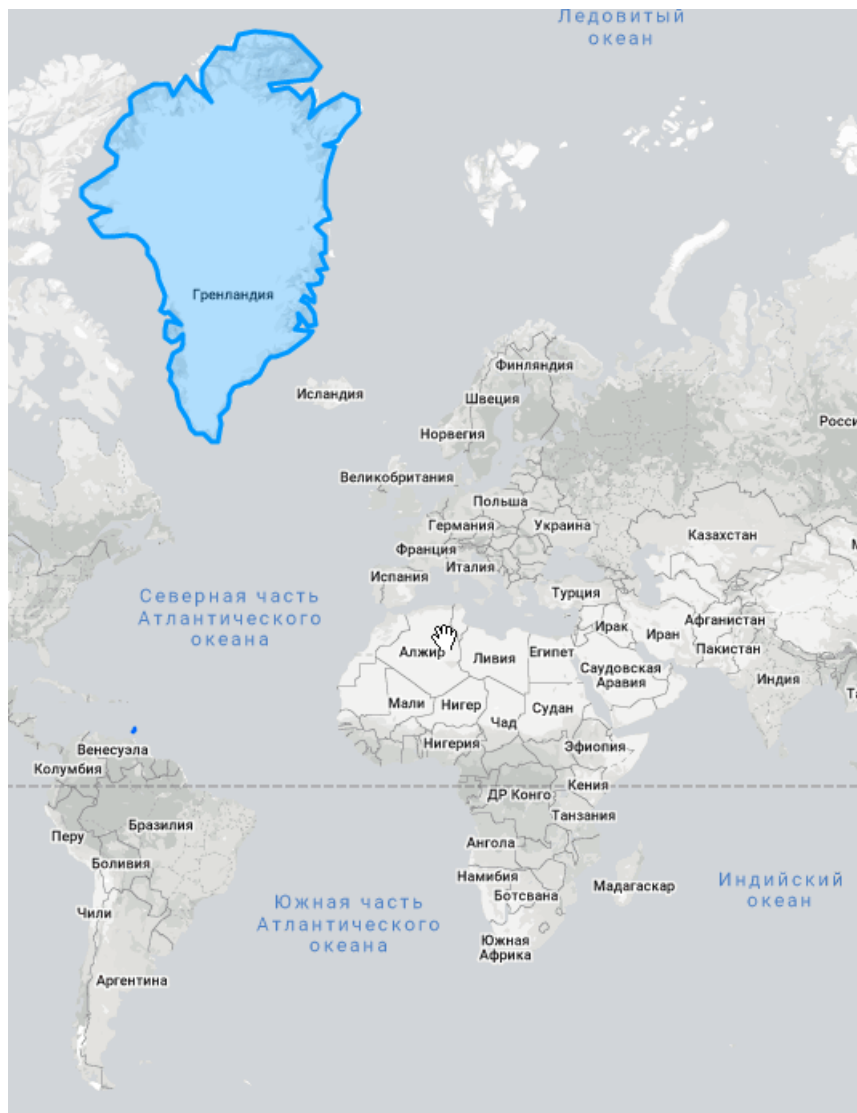 Ледовитый
океан
Гренландия
Финляндия
Исландия
Швеция
Норвегия
Великобритания
Польша
Германия
Украина
Казахстан
Франция
Италия
Испания
Турция
Северная часть
Атлантического
океана
Афганистан
Ирак
Иран
Алжир
Ливия
Египет
Пакистан
Саудовская
Аравия
Индия
Мали
Нигер
Судан
Чад
Нигерия
Эфиопия
Венесуэла
Колумбия
Кения
ДР Конго
Танзания
Бразилия
Перу
Ангола
Боливия
Намибия
Мадагаскар
Ботсвана
Индийский
океан
Южная часть
Атлантического
океана
Чили
Южная
Африка
Аргентина